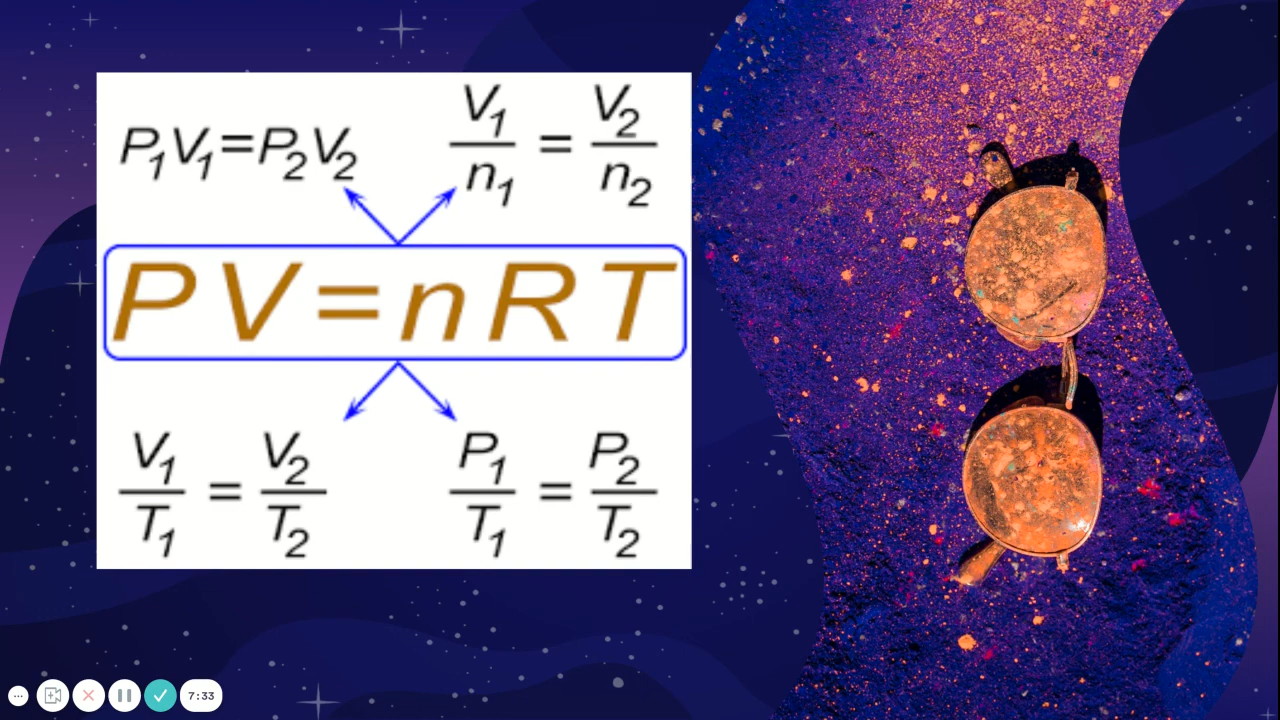 P₁V₁=P₂V₂
V₁/n₁ = V₂/n₂
PV=nRT
V₁/T₁ = V₂/T₂
P₁/T₁ = P₂/T₂
7:33